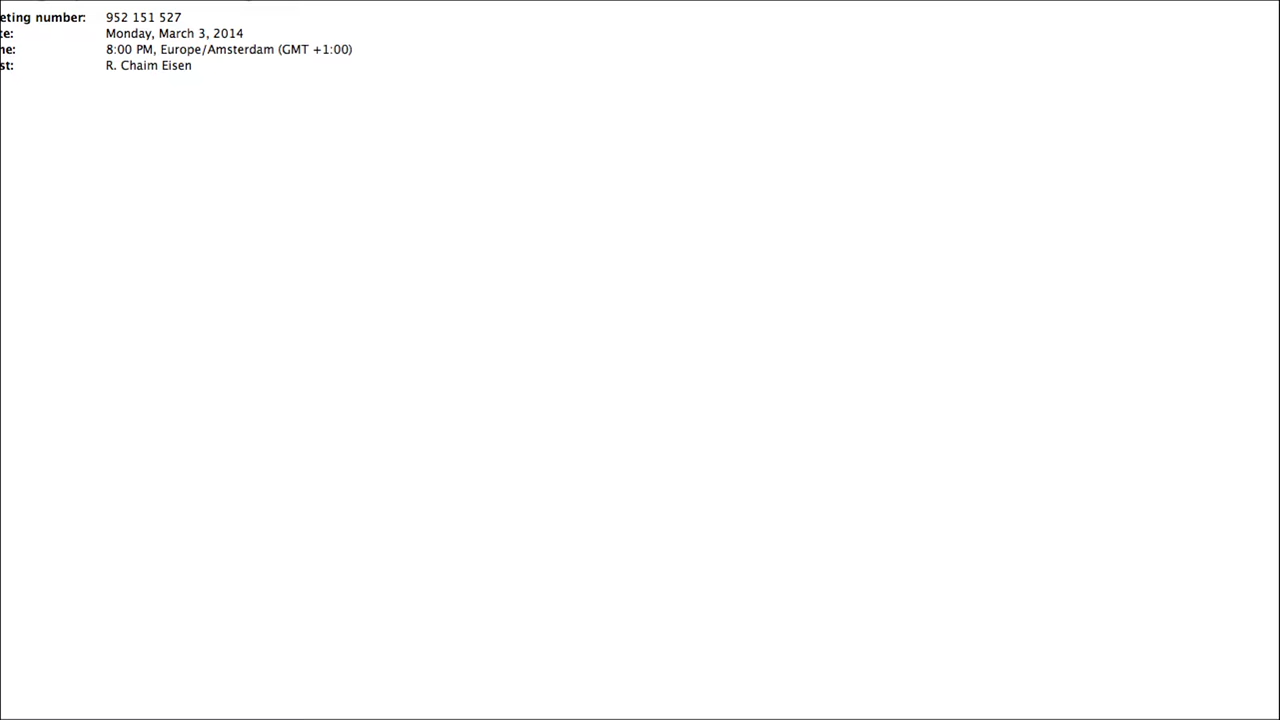 eting number: 952 151 527
te: Monday, March 3, 2014
ne: 8:00 PM, Europe/Amsterdam (GMT +1:00)
st: R. Chaim Eisen